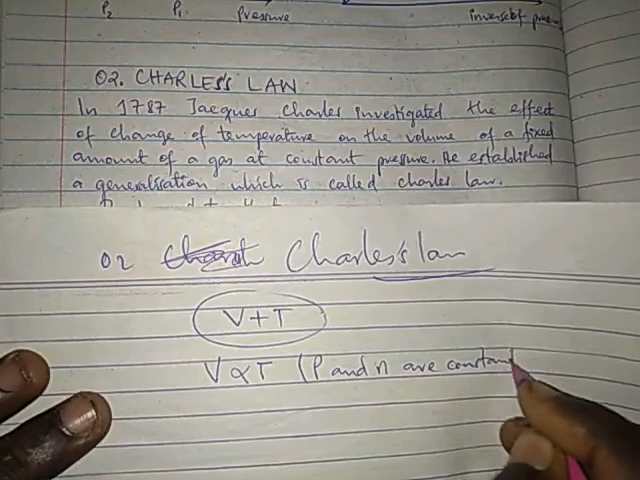 P₂ P₁ pressure inverse of pressure
02. CHARLES'S LAW
In 1787 Jacques Charles investigated the effect
of change of temperature on the volume of a fixed
amount of a gas at constant pressure. He established
a generalisation which is called charles law.
02 Charles's law
V+T
V∝T (P and n are constant